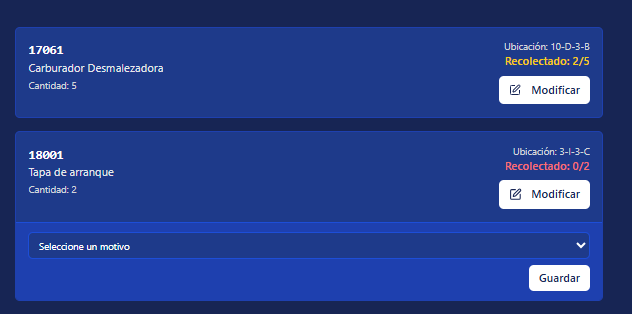 17061
Ubicación: 10-D-3-B
Carburador Desmalezadora
Recolectado: 2/5
Cantidad: 5
Modificar
18001
Ubicación: 3-I-3-C
Tapa de arranque
Recolectado: 0/2
Cantidad: 2
Modificar
Seleccione un motivo
Guardar